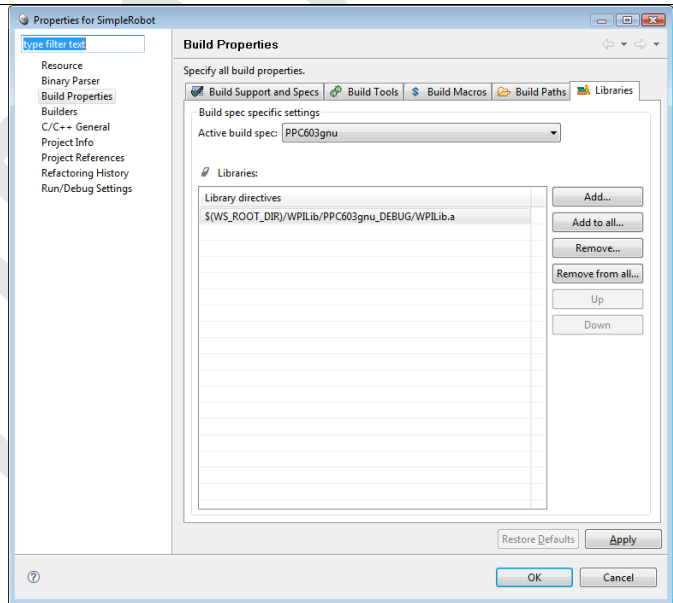 Properties for SimpleRobot
type filter text
Resource
Binary Parser
Build Properties
Builders
C/C++ General
Project Info
Project References
Refactoring History
Run/Debug Settings
Build Properties
Specify all build properties.
Build Support and Specs
Build Tools
$ Build Macros
Build Paths
Libraries
Build spec specific settings
Active build spec: PPC603gnu
Libraries:
Library directives
$(WS_ROOT_DIR)/WPILib/PPC603gnu_DEBUG/WPILib.a
Add...
Add to all...
Remove...
Remove from all...
Up
Down
Restore Defaults
Apply
?
OK
Cancel